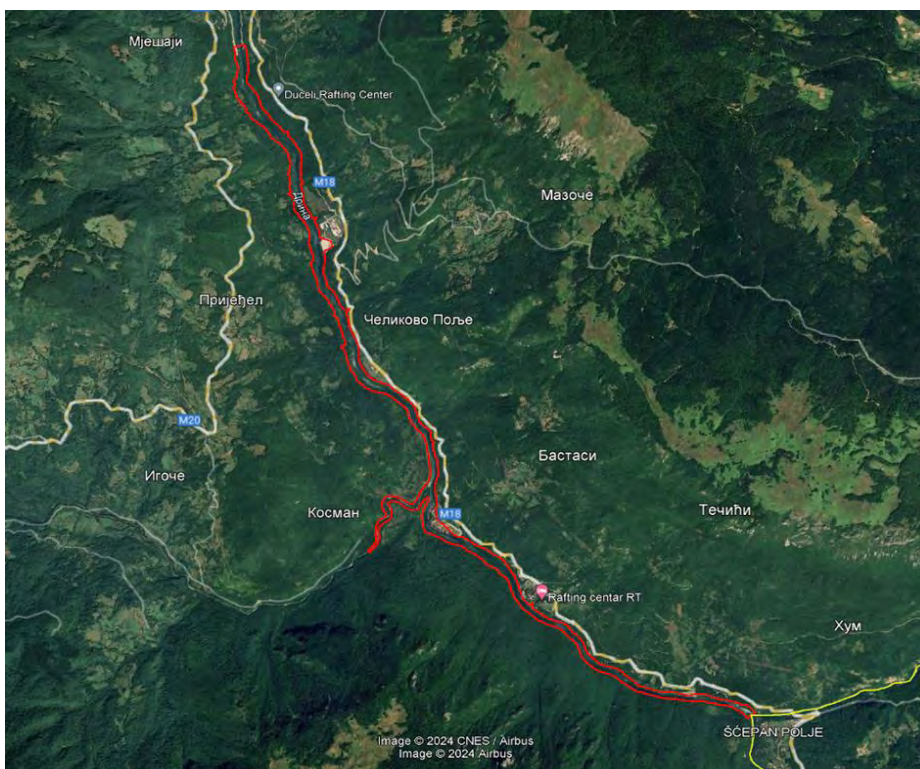 Мјешаји
Duceli Rafting Center
M18
Мазоче
Дрина
Пријеђел
Челиково Поље
M20
Бастаси
Игоче
Течићи
Косман
M18
Rafting centar RT
Хум
ŠĆEPAN POLJE
Image © 2024 CNES / Airbus
Image © 2024 Airbus